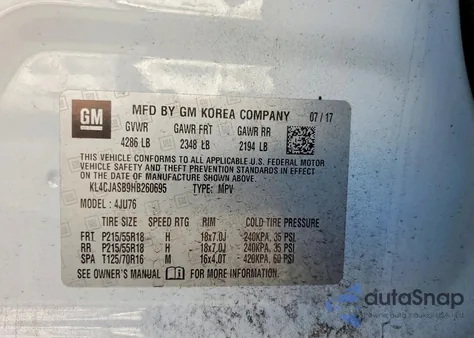 GM
MFD BY GM KOREA COMPANY 07/17
GVWR GAWR FRT GAWR RR
4286 LB 2348 LB 2194 LB
THIS VEHICLE CONFORMS TO ALL APPLICABLE U.S. FEDERAL MOTOR
VEHICLE SAFETY AND THEFT PREVENTION STANDARDS IN EFFECT ON
THE DATE OF MANUFACTURE SHOWN ABOVE.
KL4CJASB9HB260695 TYPE: MPV
MODEL: 4JU76
TIRE SIZE SPEED RTG RIM COLD TIRE PRESSURE
FRT P215/55R18 H 18x7.0J 240KPA, 35 PSI
RR P215/55R18 H 18x7.0J 240KPA, 35 PSI
SPA T125/70R16 M 16x4.0T 420KPA, 60 PSI
SEE OWNER'S MANUAL FOR MORE INFORMATION.
autaSnap